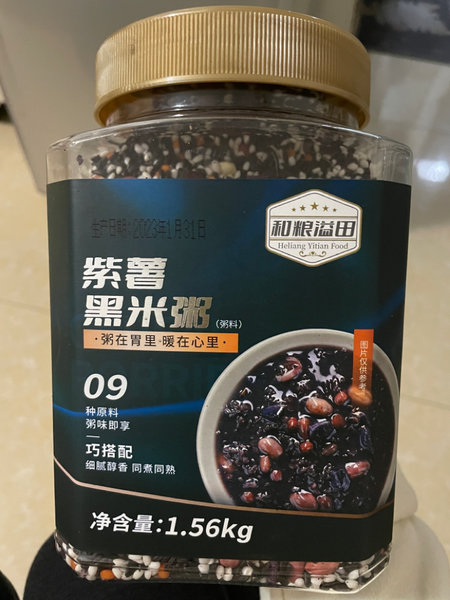 生产日期：2023年1月31日
和粮溢田
Heliang Yitian Food
紫薯
黑米粥（粥料）
·粥在胃里·暖在心里·
图片仅供参考
09
种原料
粥味即享
巧搭配
细腻醇香 同煮同熟
净含量：1.56kg